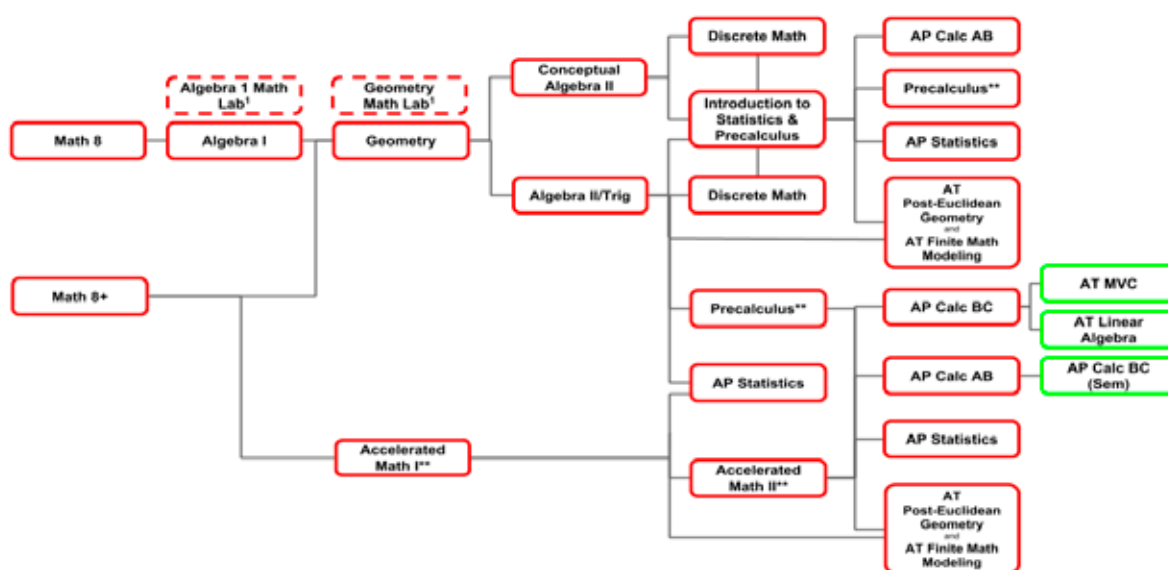 Discrete Math
AP Calc AB
Conceptual
Algebra II
Algebra 1 Math
Lab¹
Geometry
Math Lab¹
Precalculus**
Introduction to
Statistics &
Precalculus
Math 8
Algebra I
Geometry
AP Statistics
Algebra II/Trig
Discrete Math
AT
Post-Euclidean
Geometry
and
AT Finite Math
Modeling
Math 8+
AT MVC
Precalculus**
AP Calc BC
AT Linear
Algebra
AP Statistics
AP Calc AB
AP Calc BC
(Sem)
AP Statistics
Accelerated
Math I**
Accelerated
Math II**
AT
Post-Euclidean
Geometry
and
AT Finite Math
Modeling